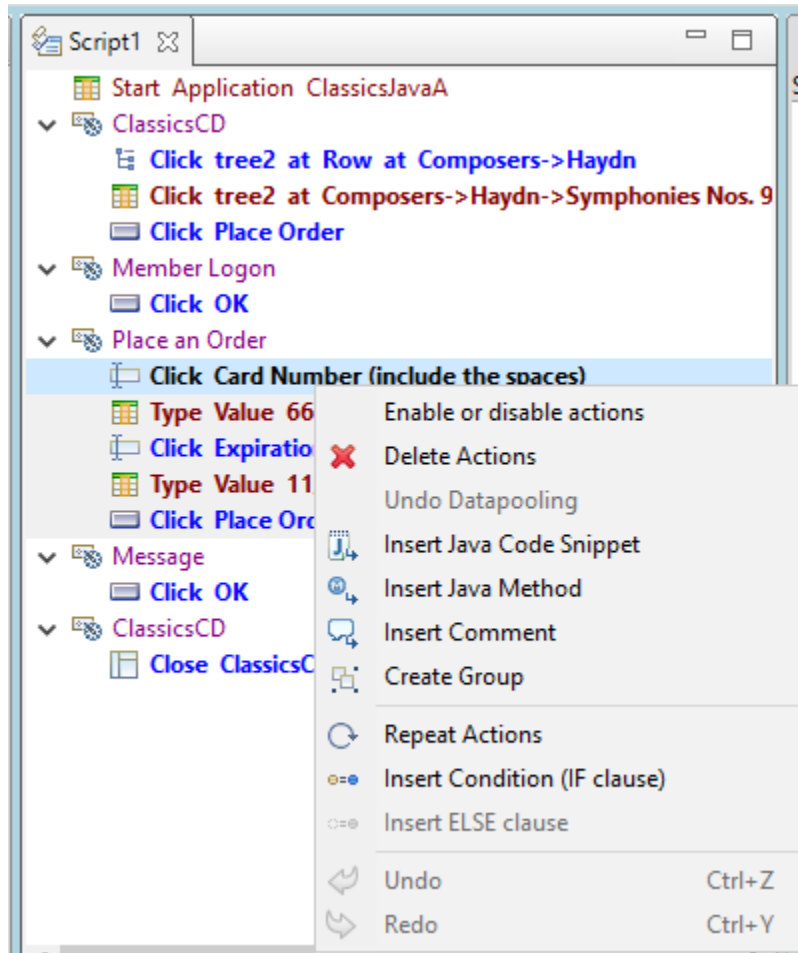 Script1
Start Application ClassicsJavaA
ClassicsCD
Click tree2 at Row at Composers->Haydn
Click tree2 at Composers->Haydn->Symphonies Nos. 9
Click Place Order
Member Logon
Click OK
Place an Order
Click Card Number (include the spaces)
Type Value 66
Click Expiratio
Type Value 11
Click Place Ord
Message
Click OK
ClassicsCD
Close ClassicsC
Enable or disable actions
Delete Actions
Undo Datapooling
Insert Java Code Snippet
Insert Java Method
Insert Comment
Create Group
Repeat Actions
Insert Condition (IF clause)
Insert ELSE clause
Undo Ctrl+Z
Redo Ctrl+Y